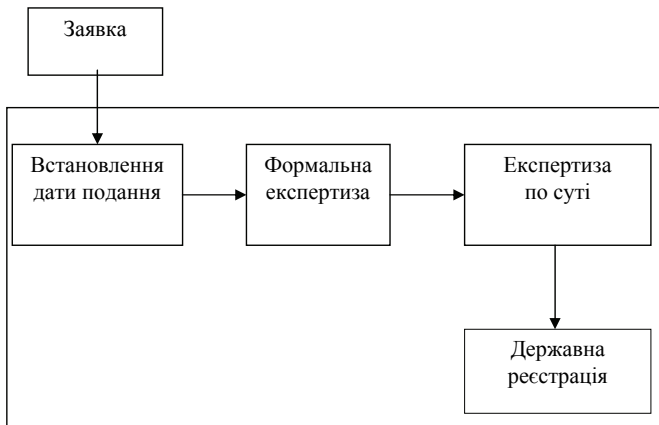 Заявка
Встановлення
дати подання
Формальна
експертиза
Експертиза
по суті
Державна
реєстрація